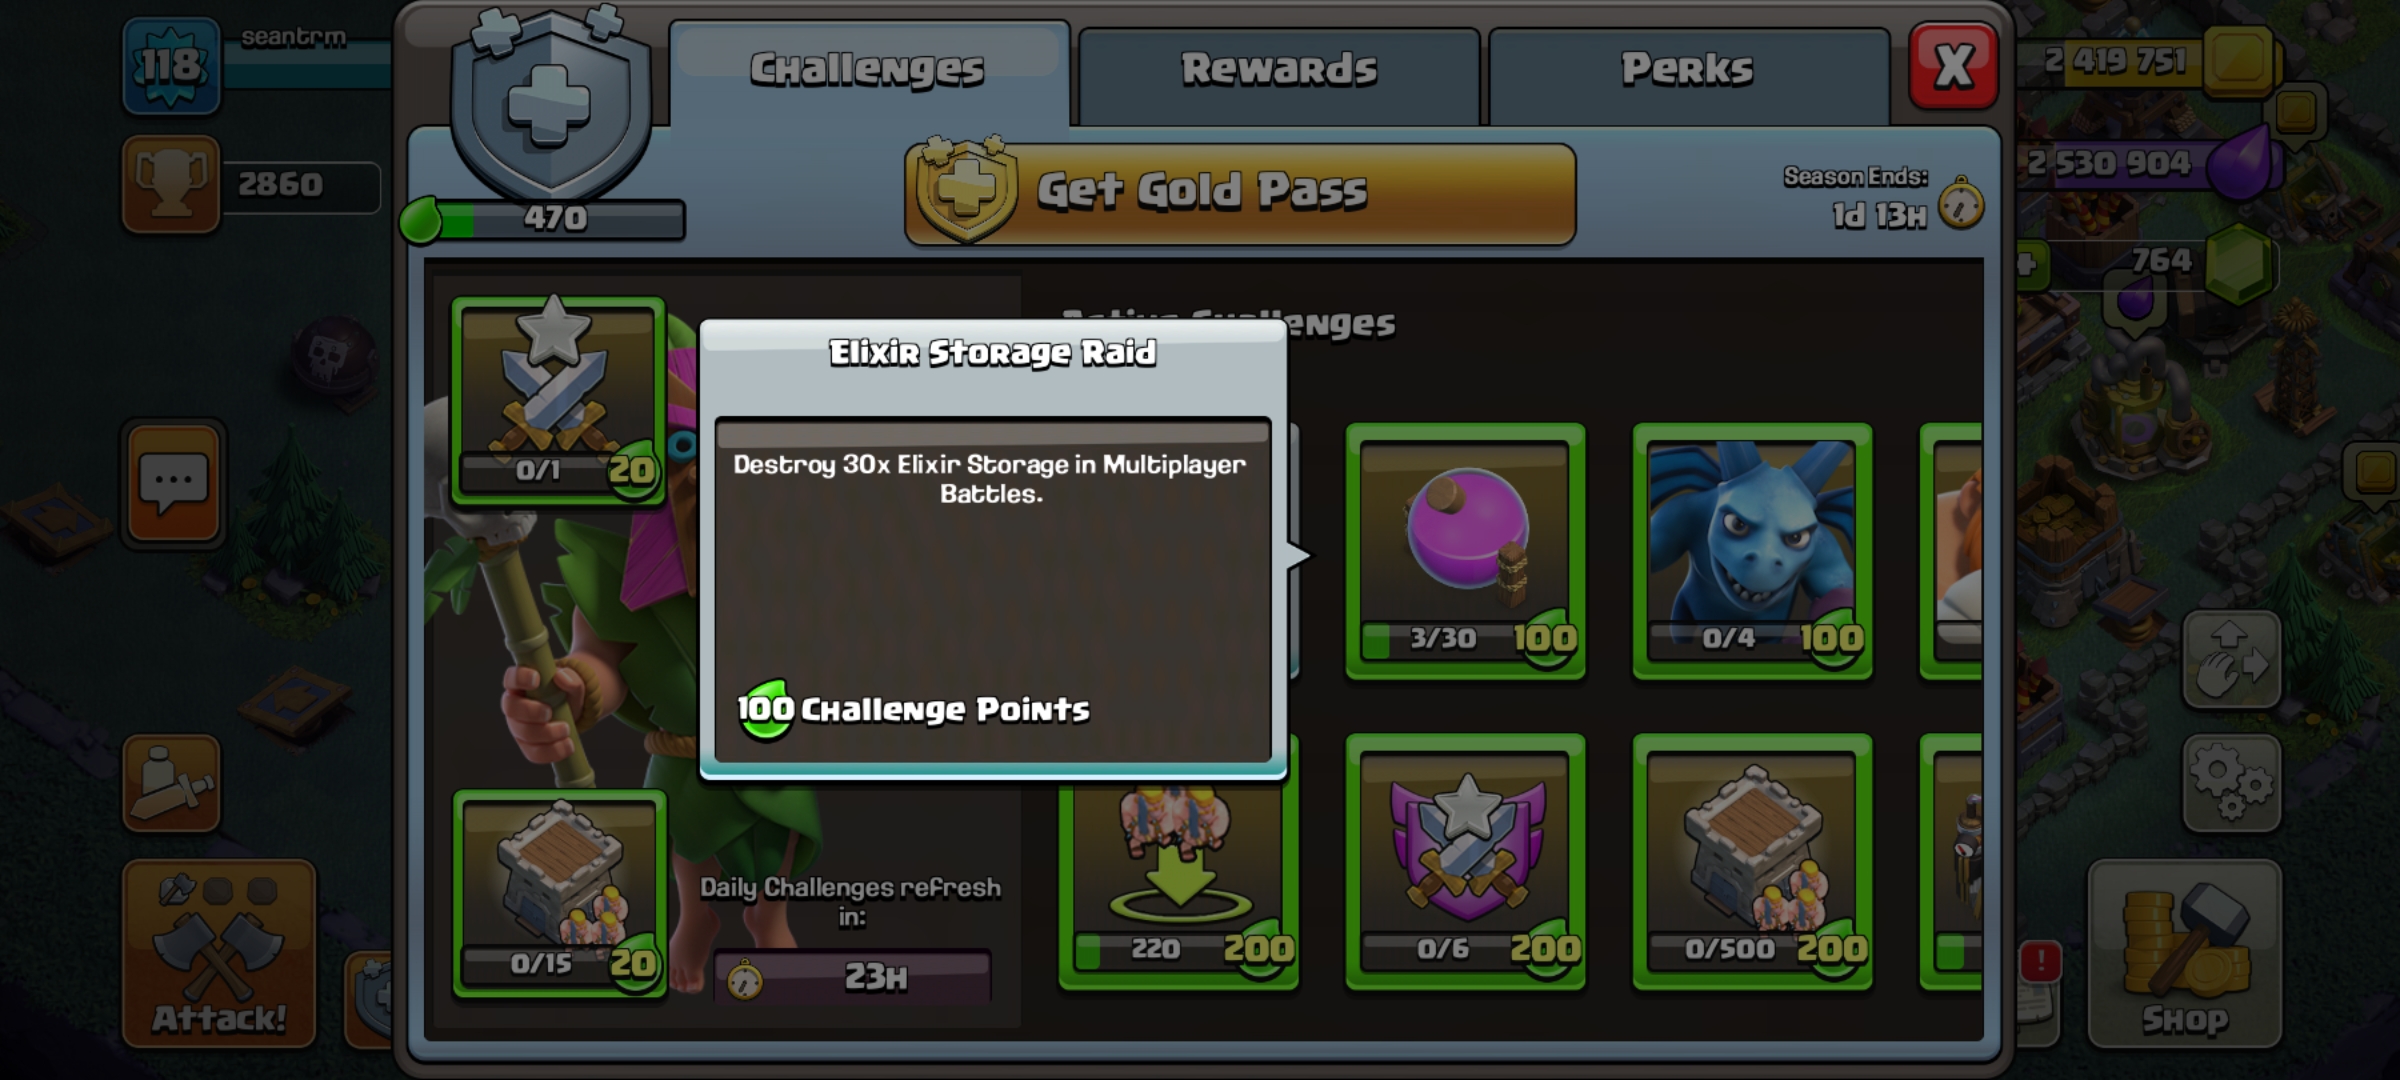 118
seantrm
Challenges
Rewards
Perks
X
2 419 751
2860
470
Get Gold Pass
Season Ends:
1d 13H
2 530 904
764
Active Challenges
0/1
20
Elixir Storage Raid
Destroy 30x Elixir Storage in Multiplayer
Battles.
100 Challenge Points
3/30
100
0/4
100
0/15
20
Daily Challenges refresh
in:
23H
220
200
0/6
200
0/500
200
Attack!
!
Shop